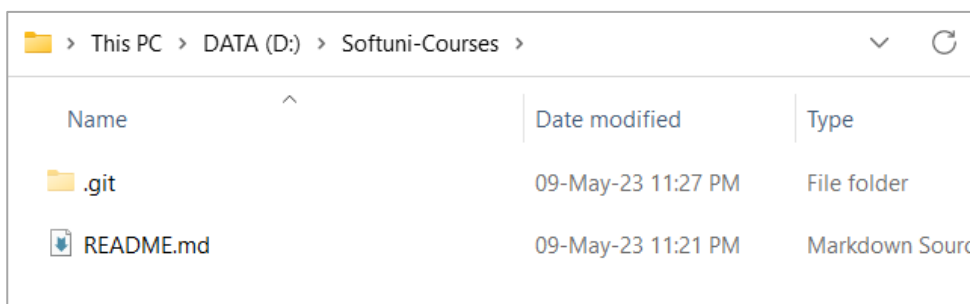 This PC > DATA (D:) > Softuni-Courses >
Name Date modified Type
.git 09-May-23 11:27 PM File folder
README.md 09-May-23 11:21 PM Markdown Sourc